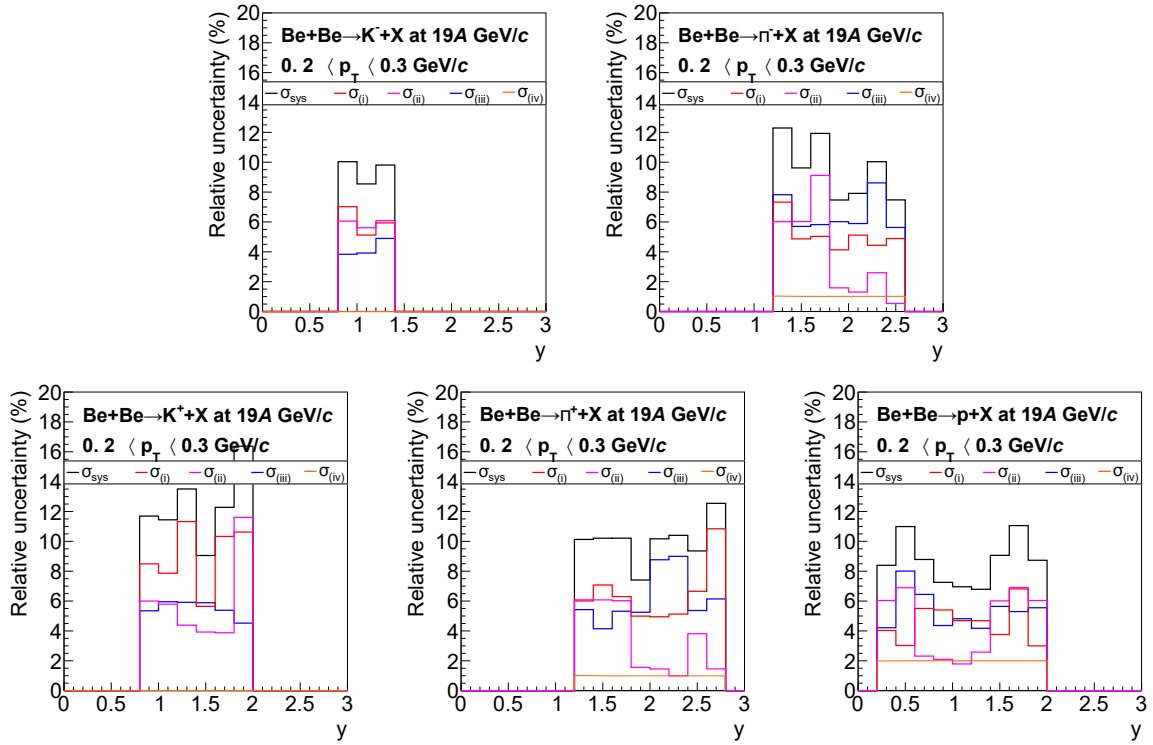 Relative uncertainty (%)
Be+Be→K⁻+X at 19A GeV/c
0. 2 〈 p_T 〈 0.3 GeV/c
σ_sys σ_(i) σ_(ii) σ_(iii) σ_(iv)
20
18
16
14
12
10
8
6
4
2
0
0 0.5 1 1.5 2 2.5 3
y
Relative uncertainty (%)
Be+Be→π⁻+X at 19A GeV/c
0. 2 〈 p_T 〈 0.3 GeV/c
σ_sys σ_(i) σ_(ii) σ_(iii) σ_(iv)
20
18
16
14
12
10
8
6
4
2
0
0 0.5 1 1.5 2 2.5 3
y
Relative uncertainty (%)
Be+Be→K⁺+X at 19A GeV/c
0. 2 〈 p_T 〈 0.3 GeV/c
σ_sys σ_(i) σ_(ii) σ_(iii) σ_(iv)
20
18
16
14
12
10
8
6
4
2
0
0 0.5 1 1.5 2 2.5 3
y
Relative uncertainty (%)
Be+Be→π⁺+X at 19A GeV/c
0. 2 〈 p_T 〈 0.3 GeV/c
σ_sys σ_(i) σ_(ii) σ_(iii) σ_(iv)
20
18
16
14
12
10
8
6
4
2
0
0 0.5 1 1.5 2 2.5 3
y
Relative uncertainty (%)
Be+Be→p+X at 19A GeV/c
0. 2 〈 p_T 〈 0.3 GeV/c
σ_sys σ_(i) σ_(ii) σ_(iii) σ_(iv)
20
18
16
14
12
10
8
6
4
2
0
0 0.5 1 1.5 2 2.5 3
y